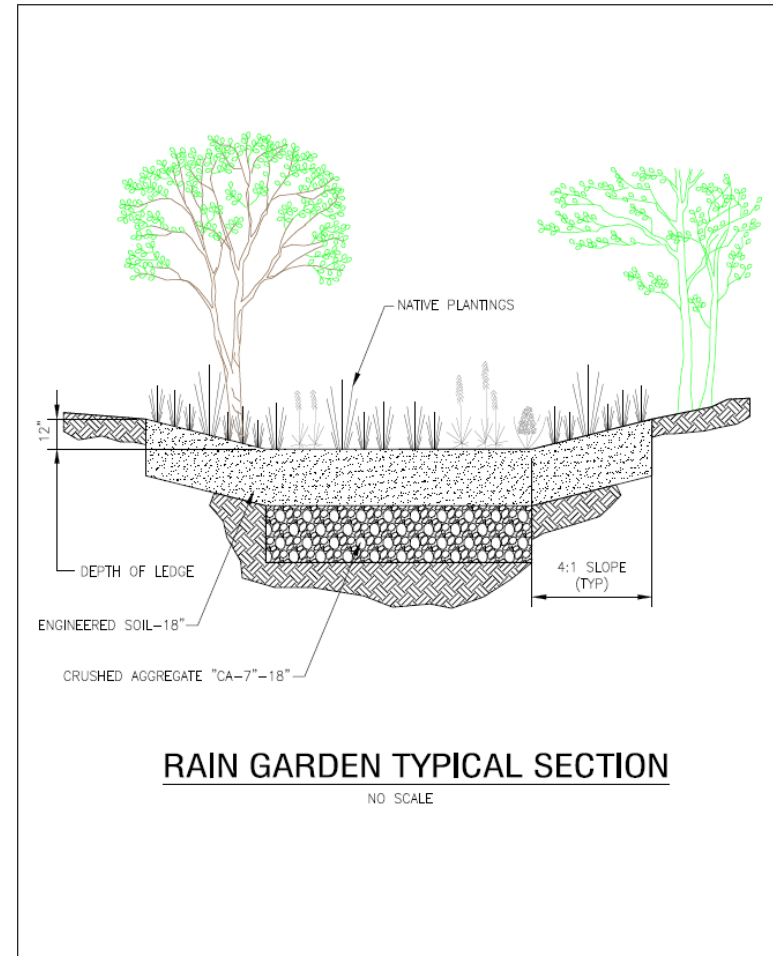 NATIVE PLANTINGS
12"
DEPTH OF LEDGE
4:1 SLOPE
(TYP)
ENGINEERED SOIL-18"
CRUSHED AGGREGATE "CA-7"-18"
RAIN GARDEN TYPICAL SECTION
NO SCALE